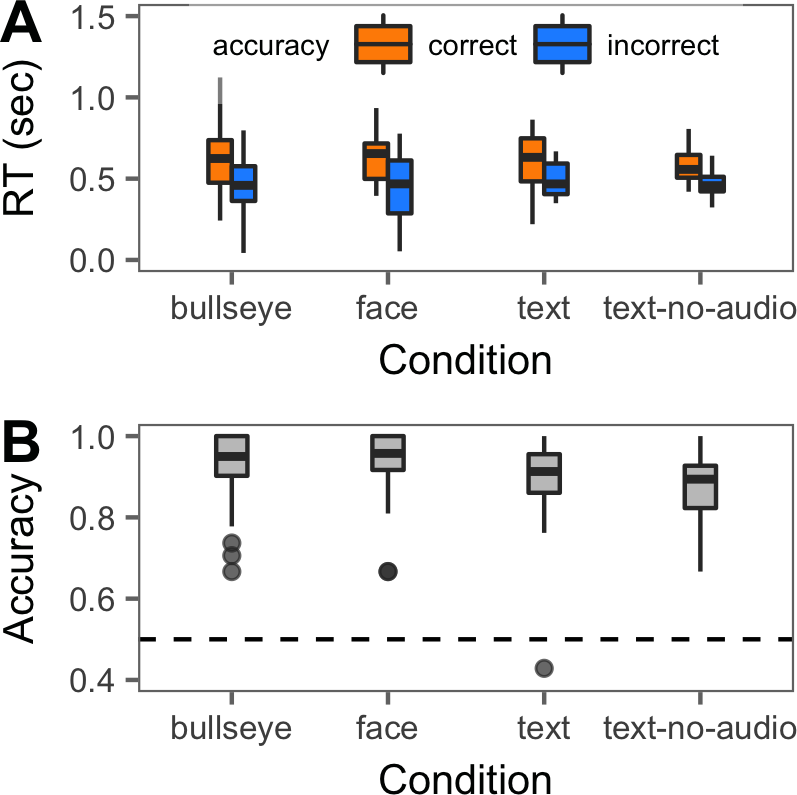 A
RT (sec)
1.5
1.0
0.5
0.0
accuracy correct incorrect
bullseye face text text-no-audio
Condition
B
Accuracy
1.0
0.8
0.6
0.4
bullseye face text text-no-audio
Condition